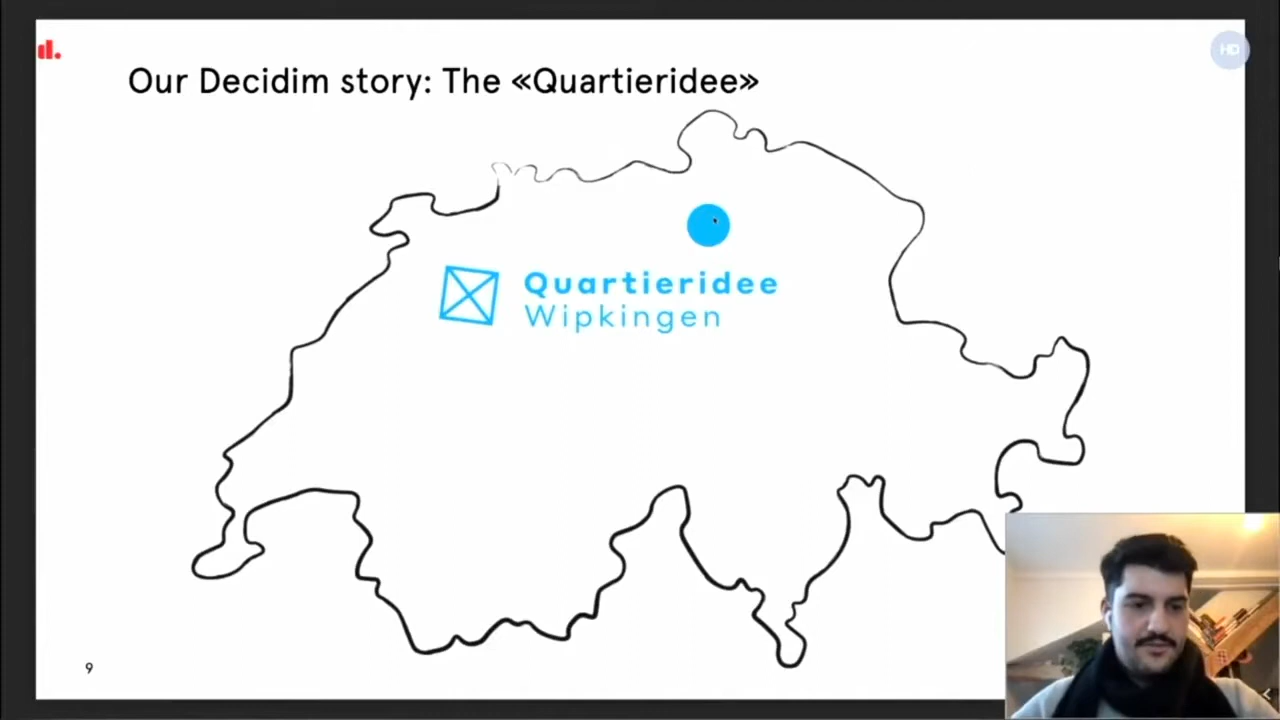 d.
HD
Our Decidim story: The «Quartieridee»
Quartieridee
Wipkingen
9